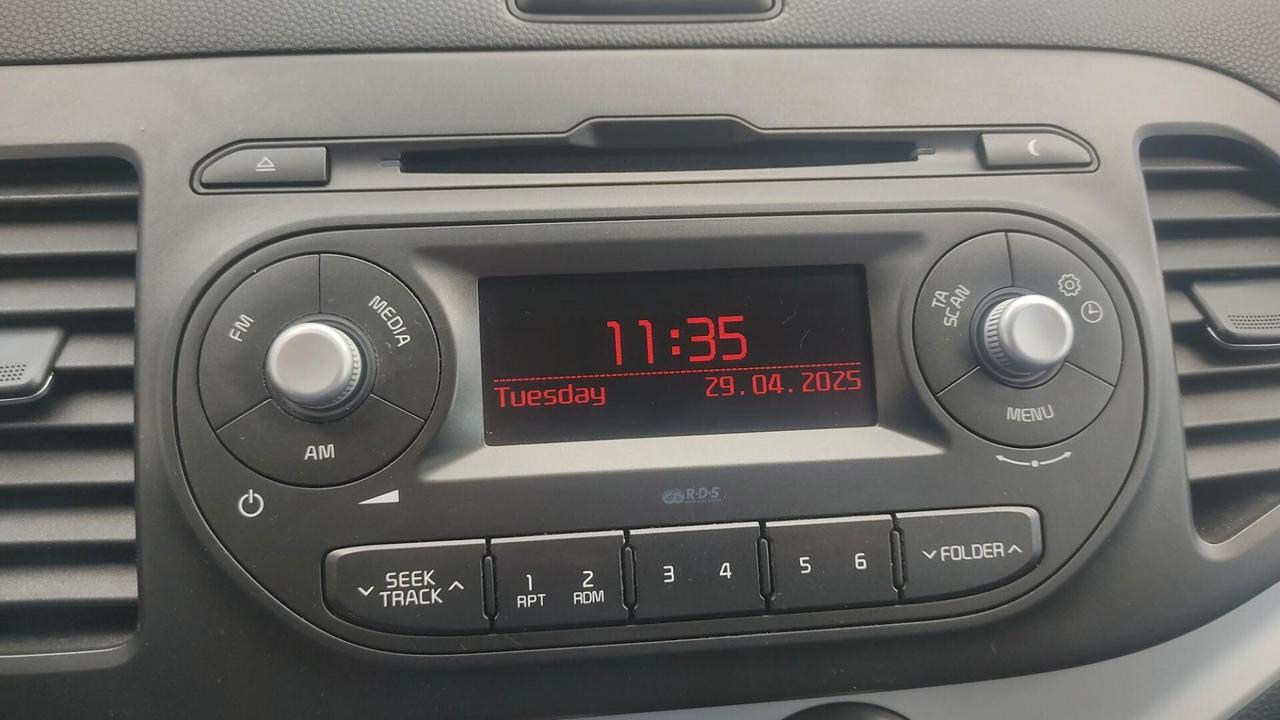 FM
MEDIA
AM
11:35
Tuesday 29.04.2025
TA
SCAN
MENU
R·D·S
SEEK
TRACK
1
RPT
2
RDM
3 4
5 6
FOLDER